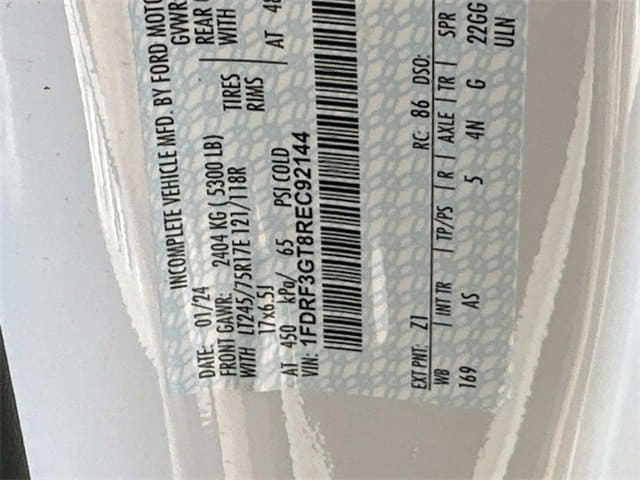 INCOMPLETE VEHICLE MFD. BY FORD MOTO
DATE: 01/24 GVWR
FRONT GAWR: 2404 KG ( 5300 LB) REAR
WITH LT245/75R17E 121/118R TIRES WITH
17x6.5J RIMS
AT 450 kPa/ 65 PSI COLD AT 48
VIN: 1FDRF3GT8REC92144
EXT PNT: Z1 RC: 86 DSO:
WB INT TR TP/PS R AXLE TR SPR
169 AS 5 4N G 22GG
ULN